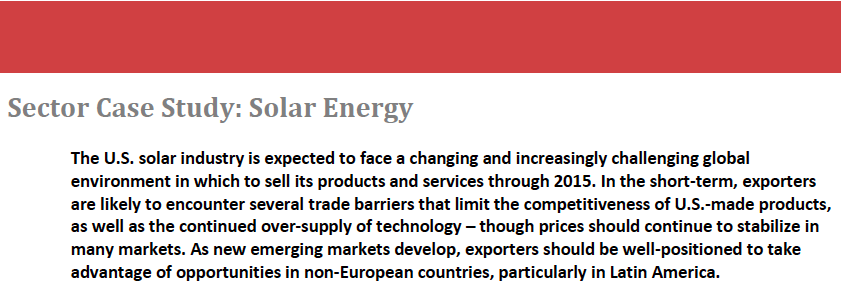 Sector Case Study: Solar Energy
The U.S. solar industry is expected to face a changing and increasingly challenging global
environment in which to sell its products and services through 2015. In the short-term, exporters
are likely to encounter several trade barriers that limit the competitiveness of U.S.-made products,
as well as the continued over-supply of technology – though prices should continue to stabilize in
many markets. As new emerging markets develop, exporters should be well-positioned to take
advantage of opportunities in non-European countries, particularly in Latin America.